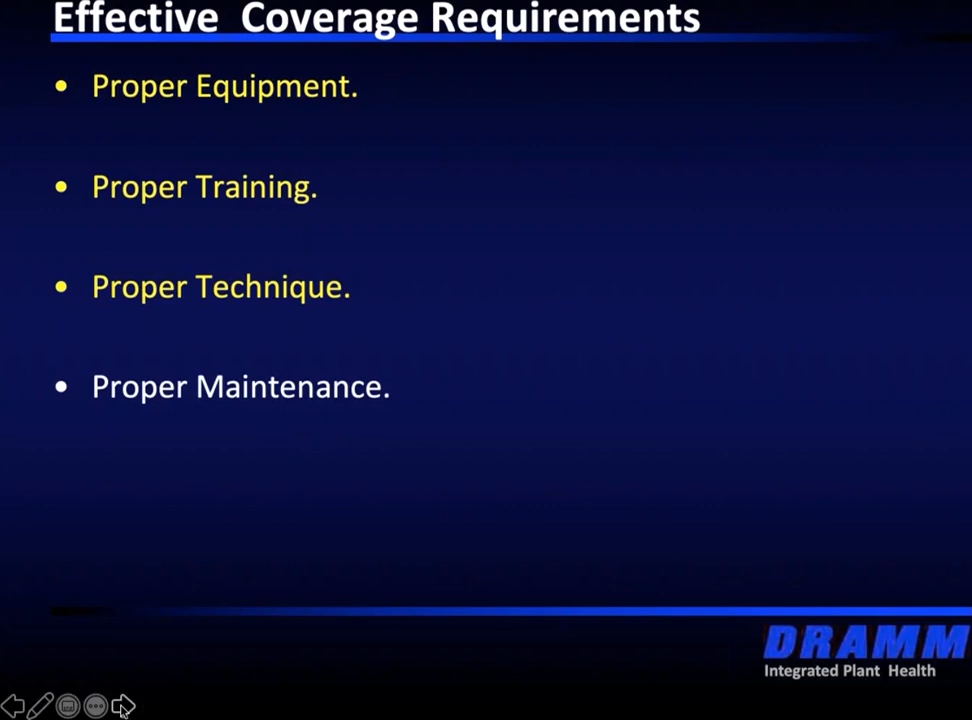 Effective  Coverage Requirements
• Proper Equipment.
• Proper Training.
• Proper Technique.
• Proper Maintenance.
DRAMM
Integrated Plant  Health